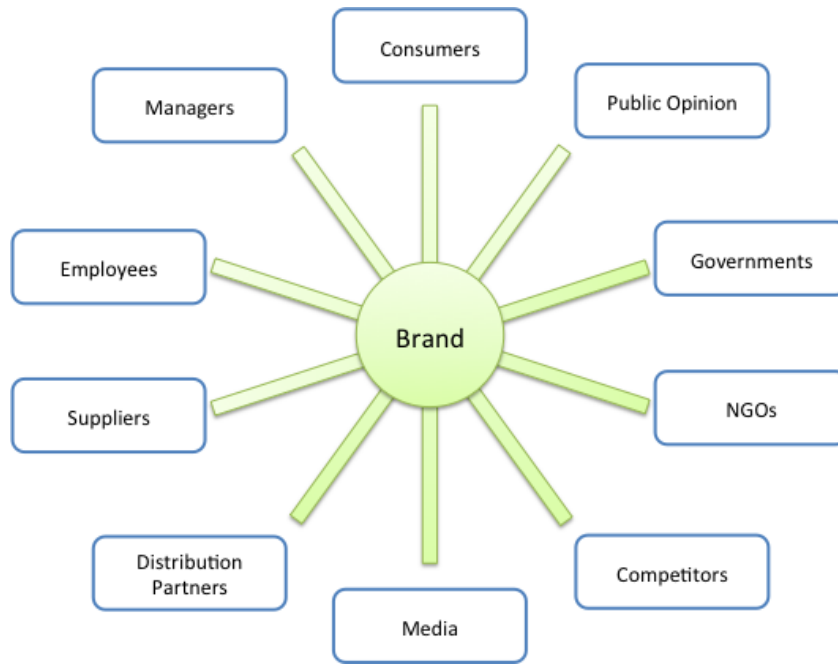 Consumers
Managers
Public Opinion
Employees
Governments
Brand
Suppliers
NGOs
Distribution
Partners
Competitors
Media